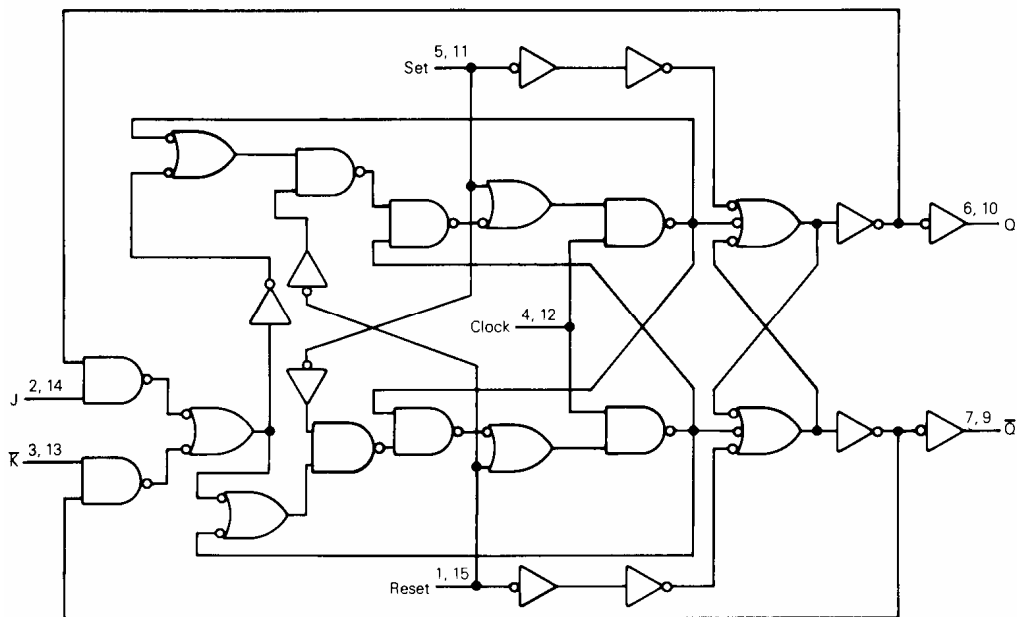 5, 11
Set
6, 10
Q
4, 12
Clock
2, 14
J
3, 13
K̅
7, 9
Q̅
1, 15
Reset